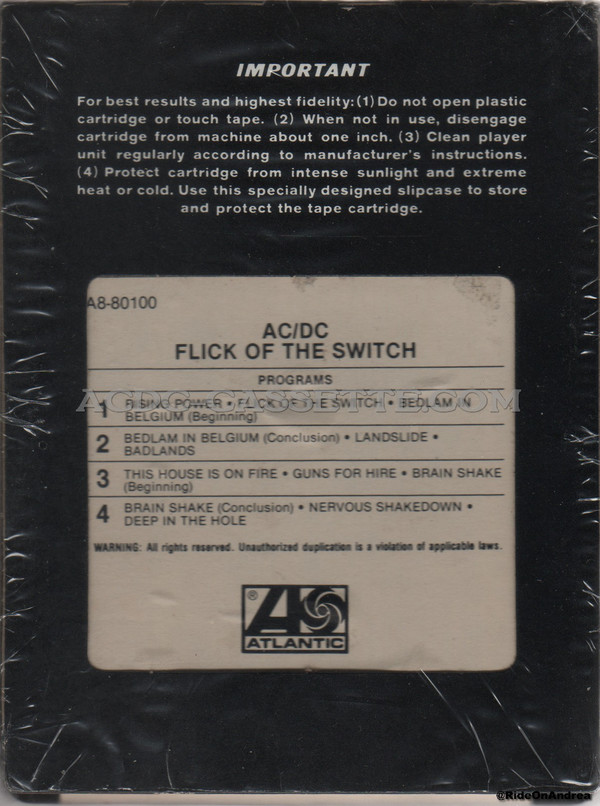 IMPORTANT
For best results and highest fidelity: (1) Do not open plastic
cartridge or touch tape. (2) When not in use, disengage
cartridge from machine about one inch. (3) Clean player
unit regularly according to manufacturer's instructions.
(4) Protect cartridge from intense sunlight and extreme
heat or cold. Use this specially designed slipcase to store
and protect the tape cartridge.
A8-80100
AC/DC
FLICK OF THE SWITCH
PROGRAMS
ACDC-CASSETTE.COM
1 RISING POWER • FLICK OF THE SWITCH • BEDLAM IN
BELGIUM (Beginning)
2 BEDLAM IN BELGIUM (Conclusion) • LANDSLIDE •
BADLANDS
3 THIS HOUSE IS ON FIRE • GUNS FOR HIRE • BRAIN SHAKE
(Beginning)
4 BRAIN SHAKE (Conclusion) • NERVOUS SHAKEDOWN •
DEEP IN THE HOLE
WARNING: All rights reserved. Unauthorized duplication is a violation of applicable laws.
®
ATLANTIC
@RideOnAndrea